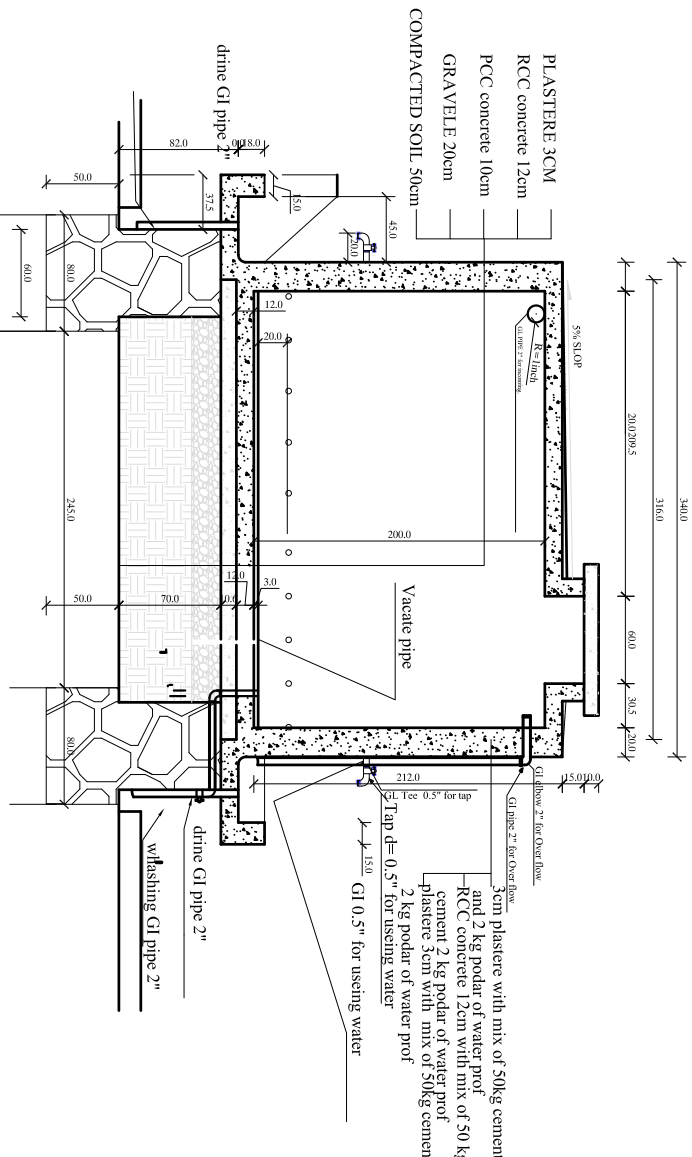 PLASTERE 3CM
RCC concrete 12cm
PCC concrete 10cm
GRAVELE 20cm
COMPACTED SOIL 50cm
drine GI pipe 2"
82.0
18.0
50.0
37.5
15.0
45.0
20.0
60.0
80.0
12.0
20.0
R=1inch
GL PIPE 2" for incoming
5% SLOP
20.0
209.5
316.0
340.0
245.0
200.0
50.0
70.0
12.0
3.0
Vacate pipe
60.0
30.5
20.0
80.0
212.0
15.0
10.0
GI elbow 2" for Over flow
GI pipe 2" for Over flow
GL Tee 0.5" for tap
Tap d= 0.5" for useing water
15.0
GI 0.5" for useing water
drine GI pipe 2"
whashing GI pipe 2"
3cm plastere with mix of 50kg cement
and 2 kg podar of water prof
RCC concrete 12cm with mix of 50 kg
cement 2 kg podar of water prof
plastere 3cm with mix of 50kg cemen
2 kg podar of water prof